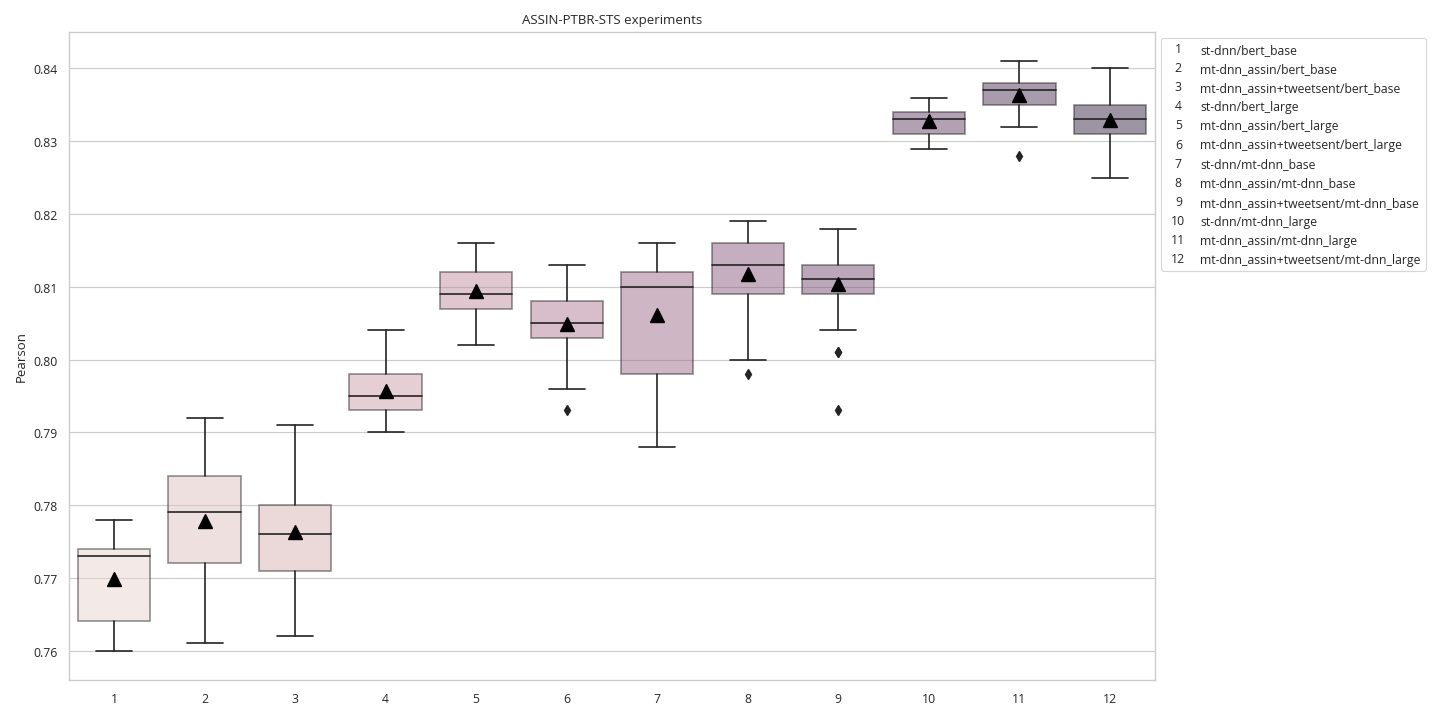 ASSIN-PTBR-STS experiments
Pearson
0.84
0.83
0.82
0.81
0.80
0.79
0.78
0.77
0.76
1 2 3 4 5 6 7 8 9 10 11 12
1 st-dnn/bert_base
2 mt-dnn_assin/bert_base
3 mt-dnn_assin+tweetsent/bert_base
4 st-dnn/bert_large
5 mt-dnn_assin/bert_large
6 mt-dnn_assin+tweetsent/bert_large
7 st-dnn/mt-dnn_base
8 mt-dnn_assin/mt-dnn_base
9 mt-dnn_assin+tweetsent/mt-dnn_base
10 st-dnn/mt-dnn_large
11 mt-dnn_assin/mt-dnn_large
12 mt-dnn_assin+tweetsent/mt-dnn_large